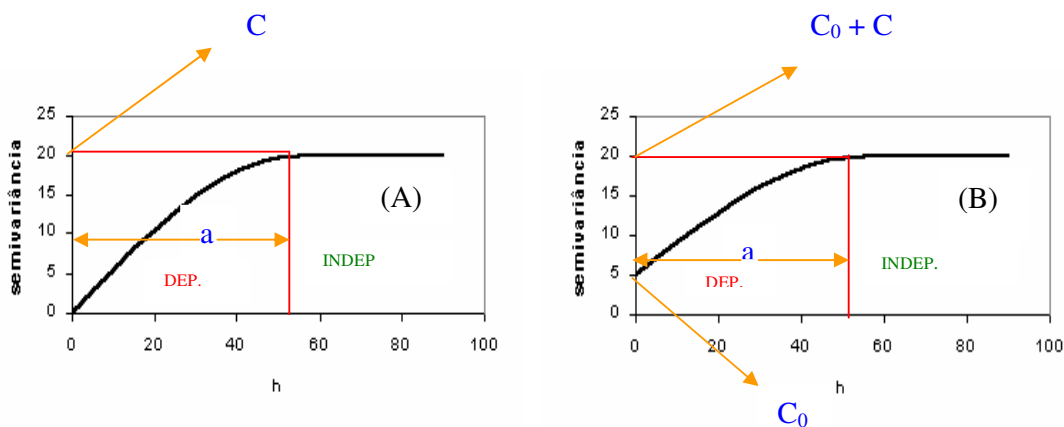 C
C₀ + C
25
20
15
10
5
0
semivariância
(A)
a
DEP.
INDEP
0 20 40 60 80 100
h
25
20
15
10
5
0
semivariância
(B)
a
DEP.
INDEP.
0 20 40 60 80 100
h
C₀